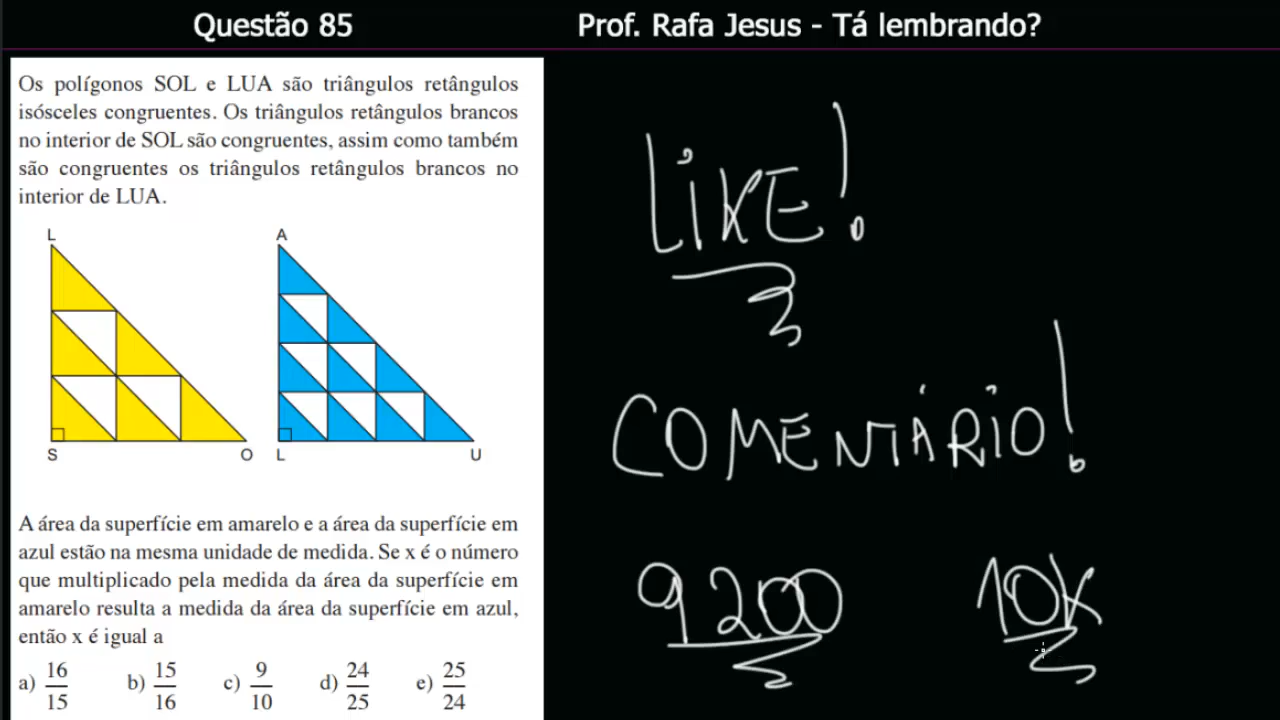 Questão 85
Prof. Rafa Jesus - Tá lembrando?
Os polígonos SOL e LUA são triângulos retângulos
isósceles congruentes. Os triângulos retângulos brancos
no interior de SOL são congruentes, assim como também
são congruentes os triângulos retângulos brancos no
interior de LUA.
L
A
S
O
L
U
A área da superfície em amarelo e a área da superfície em
azul estão na mesma unidade de medida. Se x é o número
que multiplicado pela medida da área da superfície em
amarelo resulta a medida da área da superfície em azul,
então x é igual a
a) 16/15 b) 15/16 c) 9/10 d) 24/25 e) 25/24
LIKE!
COMENTÁRIO!
9200
10K